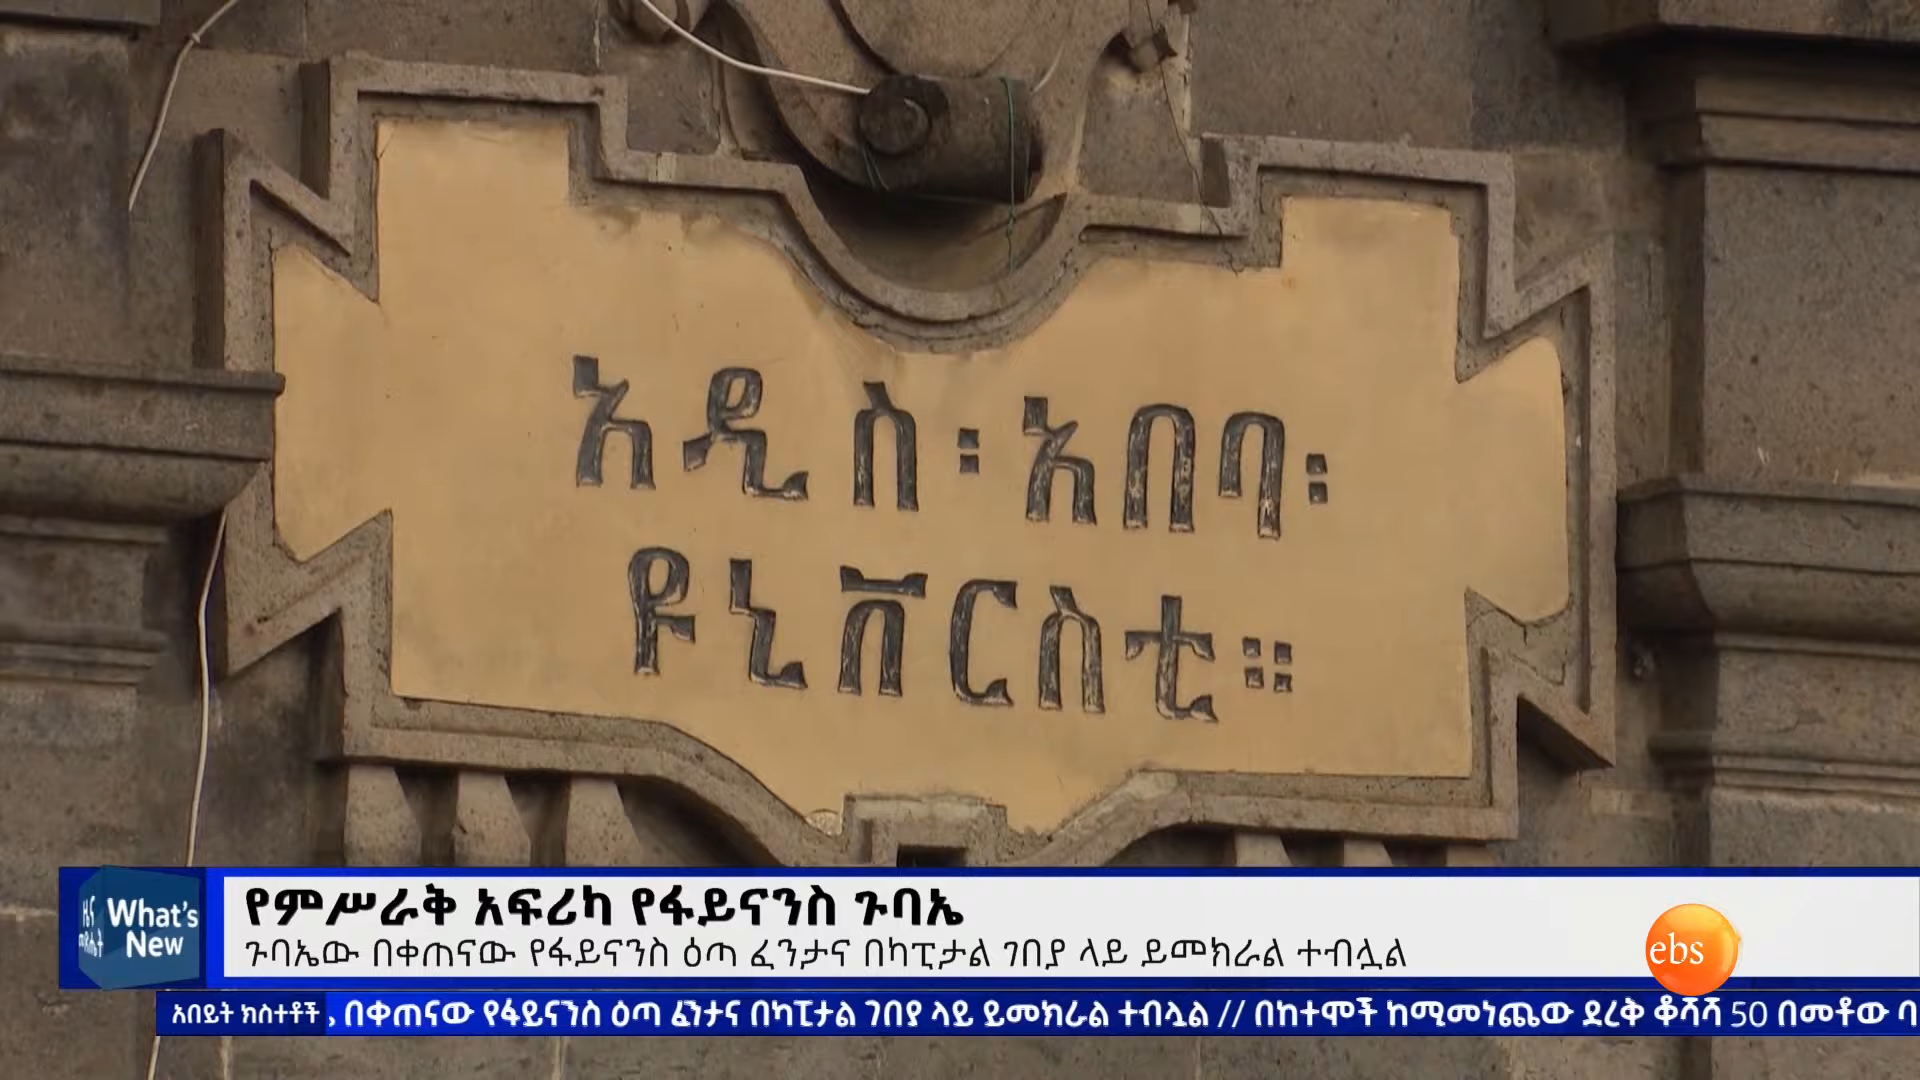 አዲስ፡አበባ፡
ዩኒቨርስቲ።
What's
New
የምሥራቅ አፍሪካ የፋይናንስ ጉባኤ
ጉባኤው በቀጠናው የፋይናንስ ዕጣ ፈንታና በካፒታል ገበያ ላይ ይመክራል ተብሏል
ebs
አበይት ክስተቶች
በቀጠናው የፋይናንስ ዕጣ ፈንታና በካፒታል ገበያ ላይ ይመክራል ተብሏል // በከተሞች ከሚመነጨው ደረቅ ቆሻሻ 50 በመቶው ባ